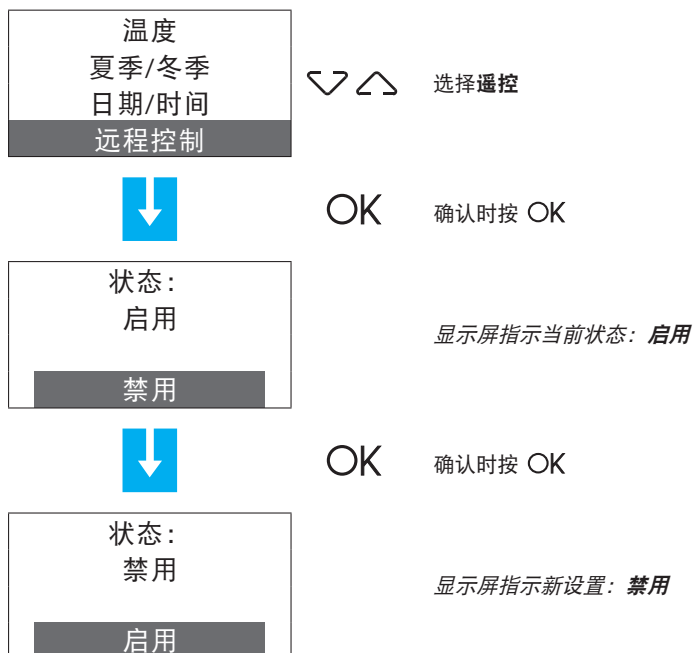 温度
夏季/冬季
日期/时间
远程控制
选择遥控
OK
确认时按 OK
状态：
启用
禁用
显示屏指示当前状态：启用
OK
确认时按 OK
状态：
禁用
启用
显示屏指示新设置：禁用